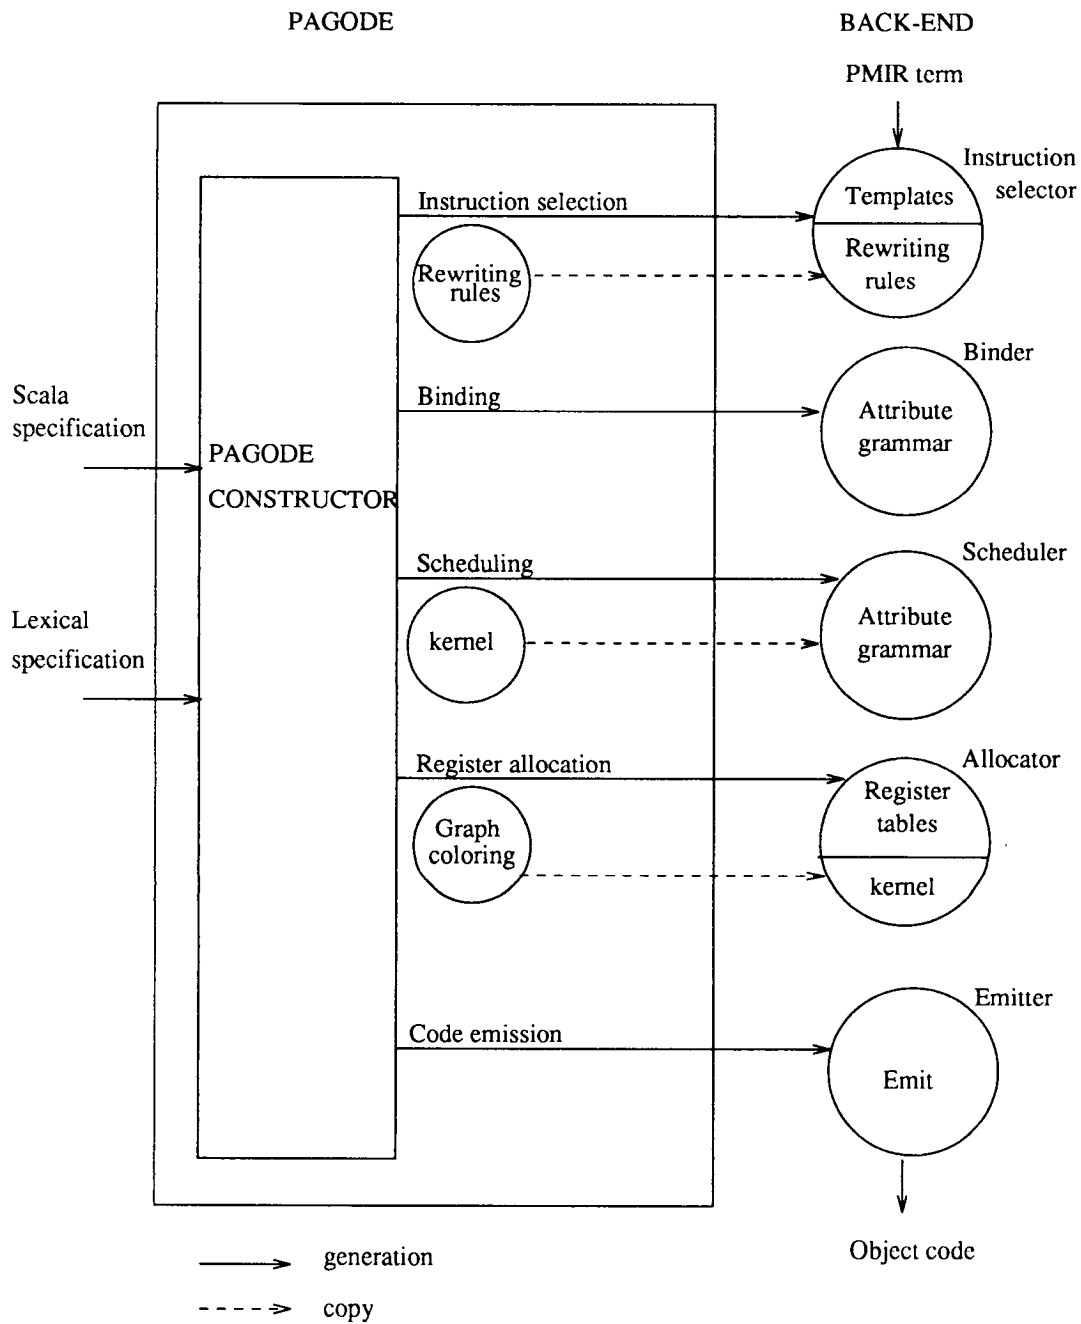 PAGODE
BACK-END
PMIR term
Instruction
selector
Instruction selection
Templates
Rewriting
rules
Rewriting
rules
Binder
Binding
Attribute
grammar
Scala
specification
PAGODE
CONSTRUCTOR
Scheduler
Scheduling
kernel
Attribute
grammar
Lexical
specification
Allocator
Register allocation
Graph
coloring
Register
tables
kernel
Emitter
Code emission
Emit
Object code
generation
copy